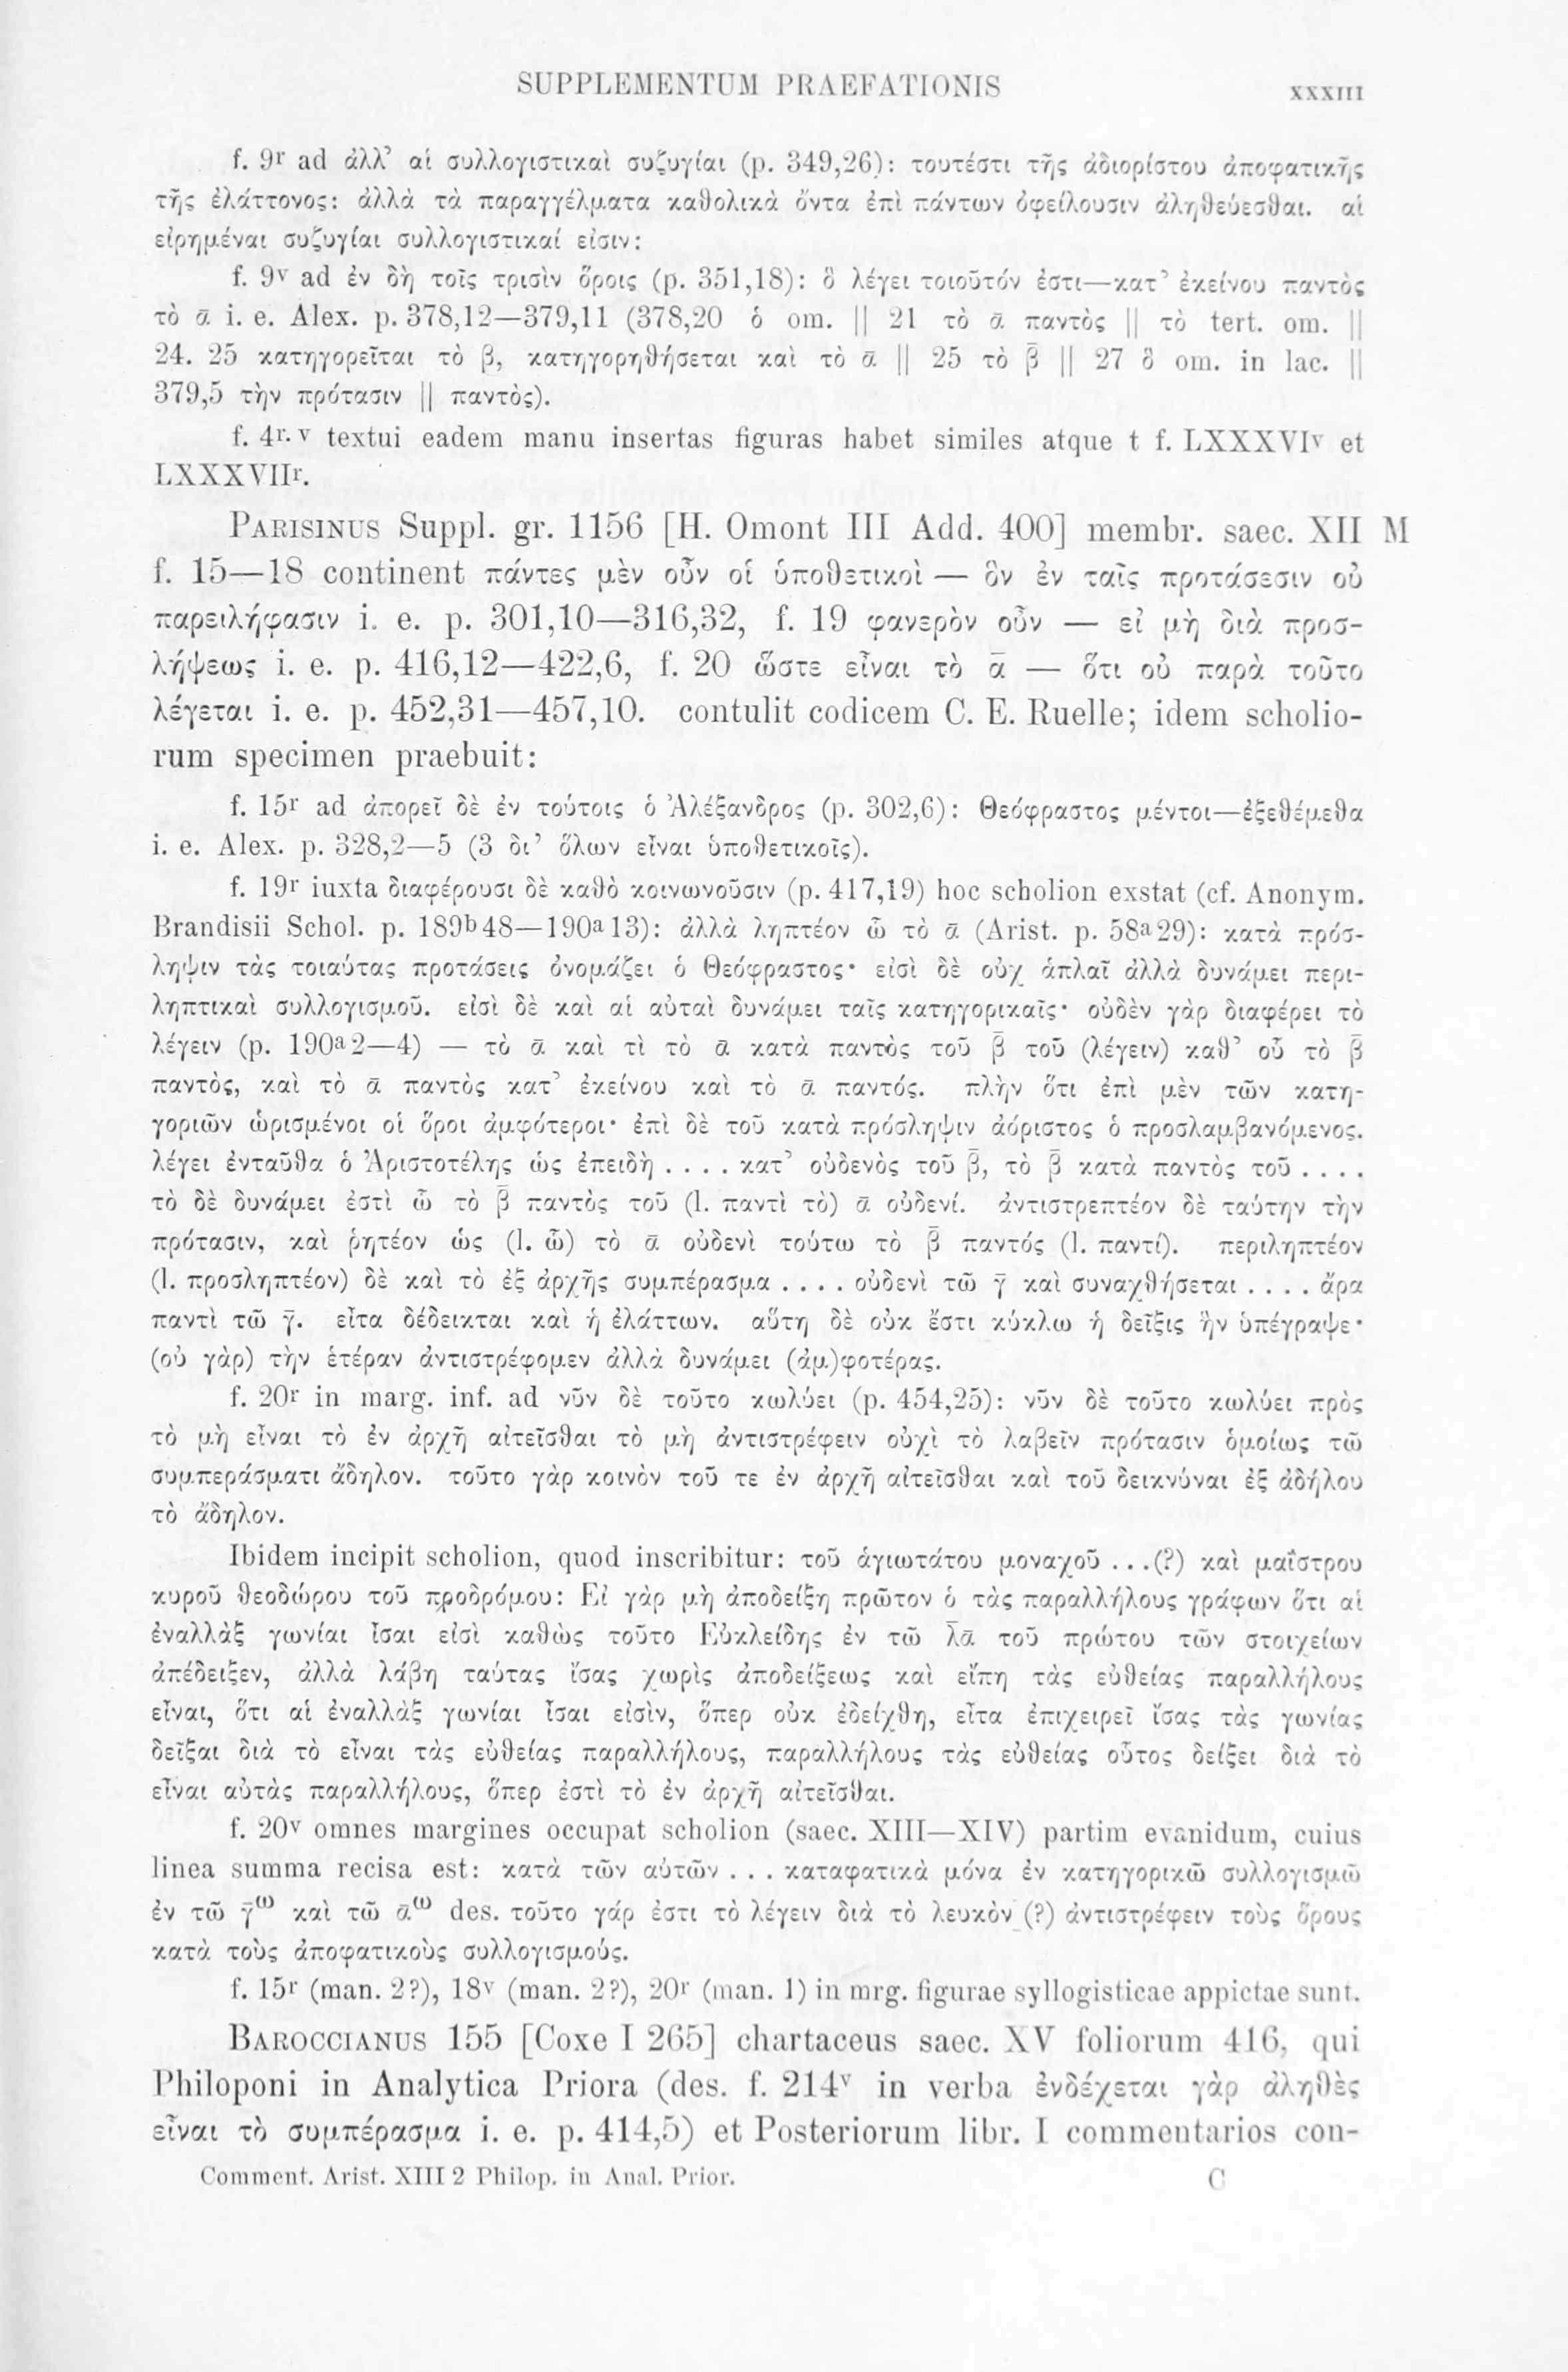 SUPPLEMENTUM PRAEFATIONIS XXXIII
f. 9r ad ἀλλ’ αἱ συλλογιστικαὶ συζυγίαι (p. 349,26): τουτέστι τῆς ἀδιορίστου ἀποφατικῆς
τῆς ἐλάττονος: ἀλλὰ τὰ παραγγέλματα καθολικὰ ὄντα ἐπὶ πάντων ὀφείλουσιν ἀληθεύεσθαι. αἱ
εἰρημέναι συζυγίαι συλλογιστικαί εἰσιν:
f. 9v ad ἐν δὴ τοῖς τρισὶν ὅροις (p. 351,18): ὃ λέγει τοιοῦτόν ἐστι—κατ’ ἐκείνου παντὸς
τὸ ᾱ i. e. Alex. p. 378,12—379,11 (378,20 ὁ om. || 21 τὸ ᾱ παντὸς || τὸ tert. om. ||
24. 25 κατηγορεῖται τὸ β, κατηγορηθήσεται καὶ τὸ ᾱ || 25 τὸ β̄ || 27 ὃ om. in lac. ||
379,5 τὴν πρότασιν || παντὸς).
f. 4r. v textui eadem manu insertas figuras habet similes atque t f. LXXXVIv et
LXXXVIIr.
PARISINUS Suppl. gr. 1156 [H. Omont III Add. 400] membr. saec. XII M
f. 15—18 continent πάντες μὲν οὖν οἱ ὑποθετικοὶ — ὃν ἐν ταῖς προτάσεσιν οὐ
παρειλήφασιν i. e. p. 301,10—316,32, f. 19 φανερὸν οὖν — εἰ μὴ διὰ προσ-
λήψεως i. e. p. 416,12—422,6, f. 20 ὥστε εἶναι τὸ ᾱ — ὅτι οὐ παρὰ τοῦτο
λέγεται i. e. p. 452,31—457,10. contulit codicem C. E. Ruelle; idem scholio-
rum specimen praebuit:
f. 15r ad ἀπορεῖ δὲ ἐν τούτοις ὁ Ἀλέξανδρος (p. 302,6): Θεόφραστος μέντοι—ἐξεθέμεθα
i. e. Alex. p. 328,2—5 (3 δι’ ὅλων εἶναι ὑποθετικοῖς).
f. 19r iuxta διαφέρουσι δὲ καθὸ κοινωνοῦσιν (p. 417,19) hoc scholion exstat (cf. Anonym.
Brandisii Schol. p. 189b48—190a13): ἀλλὰ ληπτέον ὧ τὸ ᾱ (Arist. p. 58a29): κατὰ πρόσ-
ληψιν τὰς τοιαύτας προτάσεις ὀνομάζει ὁ Θεόφραστος· εἰσὶ δὲ οὐχ ἁπλαῖ ἀλλὰ δυνάμει περι-
ληπτικαὶ συλλογισμοῦ. εἰσὶ δὲ καὶ αἱ αὐταὶ δυνάμει ταῖς κατηγορικαῖς· οὐδὲν γὰρ διαφέρει τὸ
λέγειν (p. 190a2—4) — τὸ ᾱ καὶ τὶ τὸ ᾱ κατὰ παντὸς τοῦ β̄ τοῦ (λέγειν) καθ’ οὗ τὸ β̄
παντὸς, καὶ τὸ ᾱ παντὸς κατ’ ἐκείνου καὶ τὸ ᾱ παντός. πλὴν ὅτι ἐπὶ μὲν τῶν κατη-
γοριῶν ὡρισμένοι οἱ ὅροι ἀμφότεροι· ἐπὶ δὲ τοῦ κατὰ πρόσληψιν ἀόριστος ὁ προσλαμβανόμενος.
λέγει ἐνταῦθα ὁ Ἀριστοτέλης ὡς ἐπειδὴ . . . . κατ’ οὐδενὸς τοῦ β̄, τὸ β̄ κατὰ παντὸς τοῦ . . . .
τὸ δὲ δυνάμει ἐστὶ ὧ τὸ β̄ παντὸς τοῦ (l. παντὶ τὸ) ᾱ οὐδενί. ἀντιστρεπτέον δὲ ταύτην τὴν
πρότασιν, καὶ ῥητέον ὡς (l. ὧ) τὸ ᾱ οὐδενὶ τούτω τὸ β̄ παντός (l. παντί). περιληπτέον
(l. προσληπτέον) δὲ καὶ τὸ ἐξ ἀρχῆς συμπέρασμα . . . . οὐδενὶ τῶ γ̄ καὶ συναχθήσεται . . . . ἄρα
παντὶ τῶ γ̄. εἶτα δέδεικται καὶ ἡ ἐλάττων. αὕτη δὲ οὐκ ἔστι κύκλω ἡ δεῖξις ἣν ὑπέγραψε·
(οὐ γὰρ) τὴν ἑτέραν ἀντιστρέφομεν ἀλλὰ δυνάμει (ἀμ)φοτέρας.
f. 20r in marg. inf. ad νῦν δὲ τοῦτο κωλύει (p. 454,25): νῦν δὲ τοῦτο κωλύει πρὸς
τὸ μὴ εἶναι τὸ ἐν ἀρχῆ αἰτεῖσθαι τὸ μὴ ἀντιστρέφειν οὐχὶ τὸ λαβεῖν πρότασιν ὁμοίως τῶ
συμπεράσματι ἄδηλον. τοῦτο γὰρ κοινὸν τοῦ τε ἐν ἀρχῆ αἰτεῖσθαι καὶ τοῦ δεικνύναι ἐξ ἀδήλου
τὸ ἄδηλον.
Ibidem incipit scholion, quod inscribitur: τοῦ ἁγιωτάτου μοναχοῦ . . .(?) καὶ μαΐστρου
κυροῦ θεοδώρου τοῦ προδρόμου: Εἰ γὰρ μὴ ἀποδείξη πρῶτον ὁ τὰς παραλλήλους γράφων ὅτι αἱ
ἐναλλὰξ γωνίαι ἶσαι εἰσὶ καθὼς τοῦτο Εὐκλείδης ἐν τῶ λ̄ᾱ τοῦ πρώτου τῶν στοιχείων
ἀπέδειξεν, ἀλλὰ λάβη ταύτας ἴσας χωρὶς ἀποδείξεως καὶ εἴπη τὰς εὐθείας παραλλήλους
εἶναι, ὅτι αἱ ἐναλλὰξ γωνίαι ἶσαι εἰσὶν, ὅπερ οὐκ ἐδείχθη, εἶτα ἐπιχειρεῖ ἴσας τὰς γωνίας
δεῖξαι διὰ τὸ εἶναι τὰς εὐθείας παραλλήλους, παραλλήλους τὰς εὐθείας οὗτος δείξει διὰ τὸ
εἶναι αὐτὰς παραλλήλους, ὅπερ ἐστὶ τὸ ἐν ἀρχῆ αἰτεῖσθαι.
f. 20v omnes margines occupat scholion (saec. XIII—XIV) partim evanidum, cuius
linea summa recisa est: κατὰ τῶν αὐτῶν . . . καταφατικὰ μόνα ἐν κατηγορικῶ συλλογισμῶ
ἐν τῶ γ̄ω καὶ τῶ ᾱω des. τοῦτο γάρ ἐστι τὸ λέγειν διὰ τὸ λευκὸν (?) ἀντιστρέφειν τοὺς ὅρους
κατὰ τοὺς ἀποφατικοὺς συλλογισμούς.
f. 15r (man. 2?), 18v (man. 2?), 20r (man. 1) in mrg. figurae syllogisticae appictae sunt.
BAROCCIANUS 155 [Coxe I 265] chartaceus saec. XV foliorum 416, qui
Philoponi in Analytica Priora (des. f. 214v in verba ἐνδέχεται γὰρ ἀληθὲς
εἶναι τὸ συμπέρασμα i. e. p. 414,5) et Posteriorum libr. I commentarios con-
Comment. Arist. XIII 2 Philop. in Anal. Prior. C